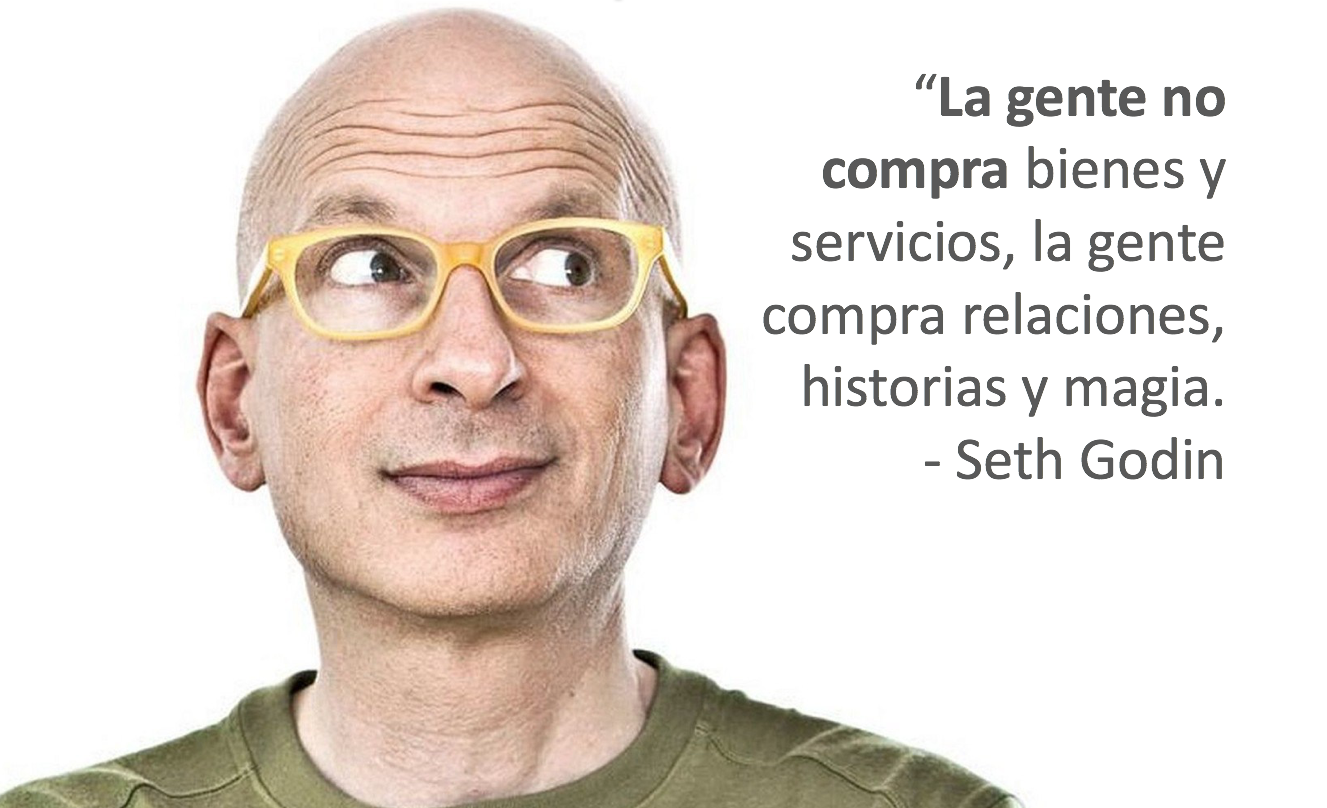 “La gente no
compra bienes y
servicios, la gente
compra relaciones,
historias y magia.
- Seth Godin